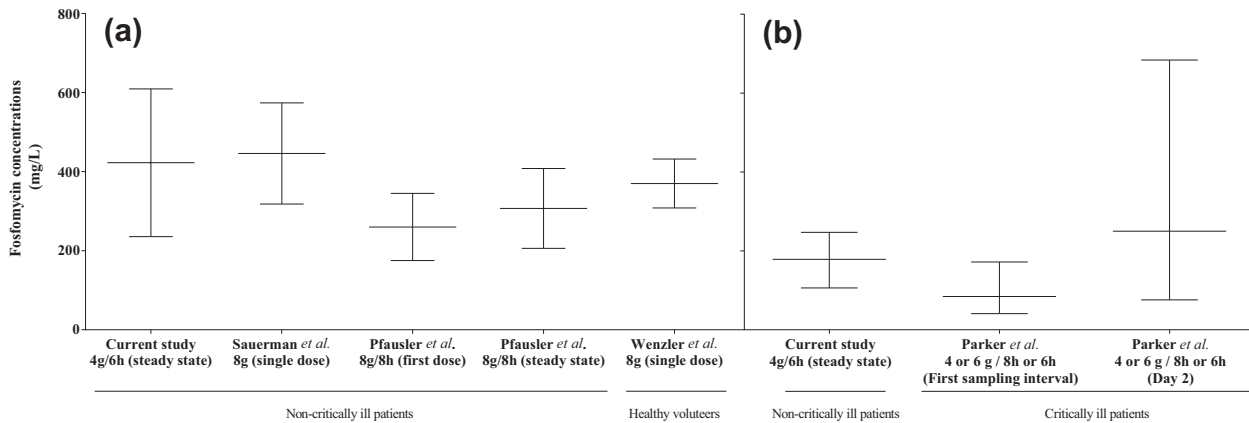 800
600
400
200
0
Fosfomycin concentrations
(mg/L)
(a)
(b)
Current study
4g/6h (steady state)
Sauerman et al.
8g (single dose)
Pfausler et al.
8g/8h (first dose)
Pfausler et al.
8g/8h (steady state)
Wenzler et al.
8g (single dose)
Current study
4g/6h (steady state)
Parker et al.
4 or 6 g / 8h or 6h
(First sampling interval)
Parker et al.
4 or 6 g / 8h or 6h
(Day 2)
Non-critically ill patients
Healthy voluteers
Non-critically ill patients
Critically ill patients